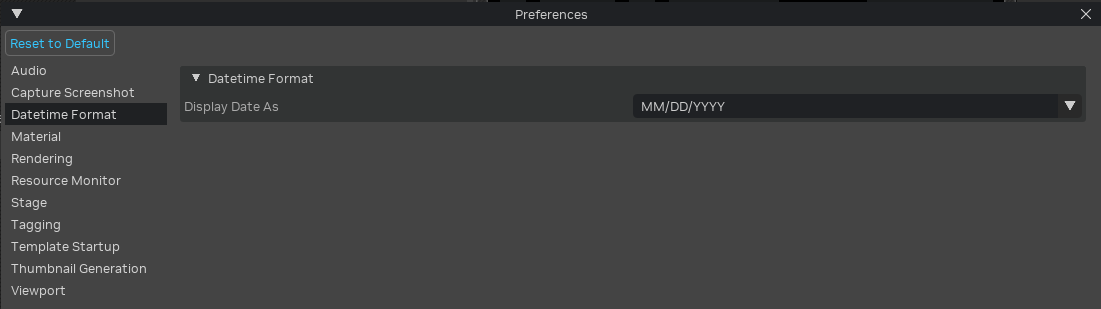 Preferences
Reset to Default
Audio
Capture Screenshot
Datetime Format
Material
Rendering
Resource Monitor
Stage
Tagging
Template Startup
Thumbnail Generation
Viewport
Datetime Format
Display Date As
MM/DD/YYYY